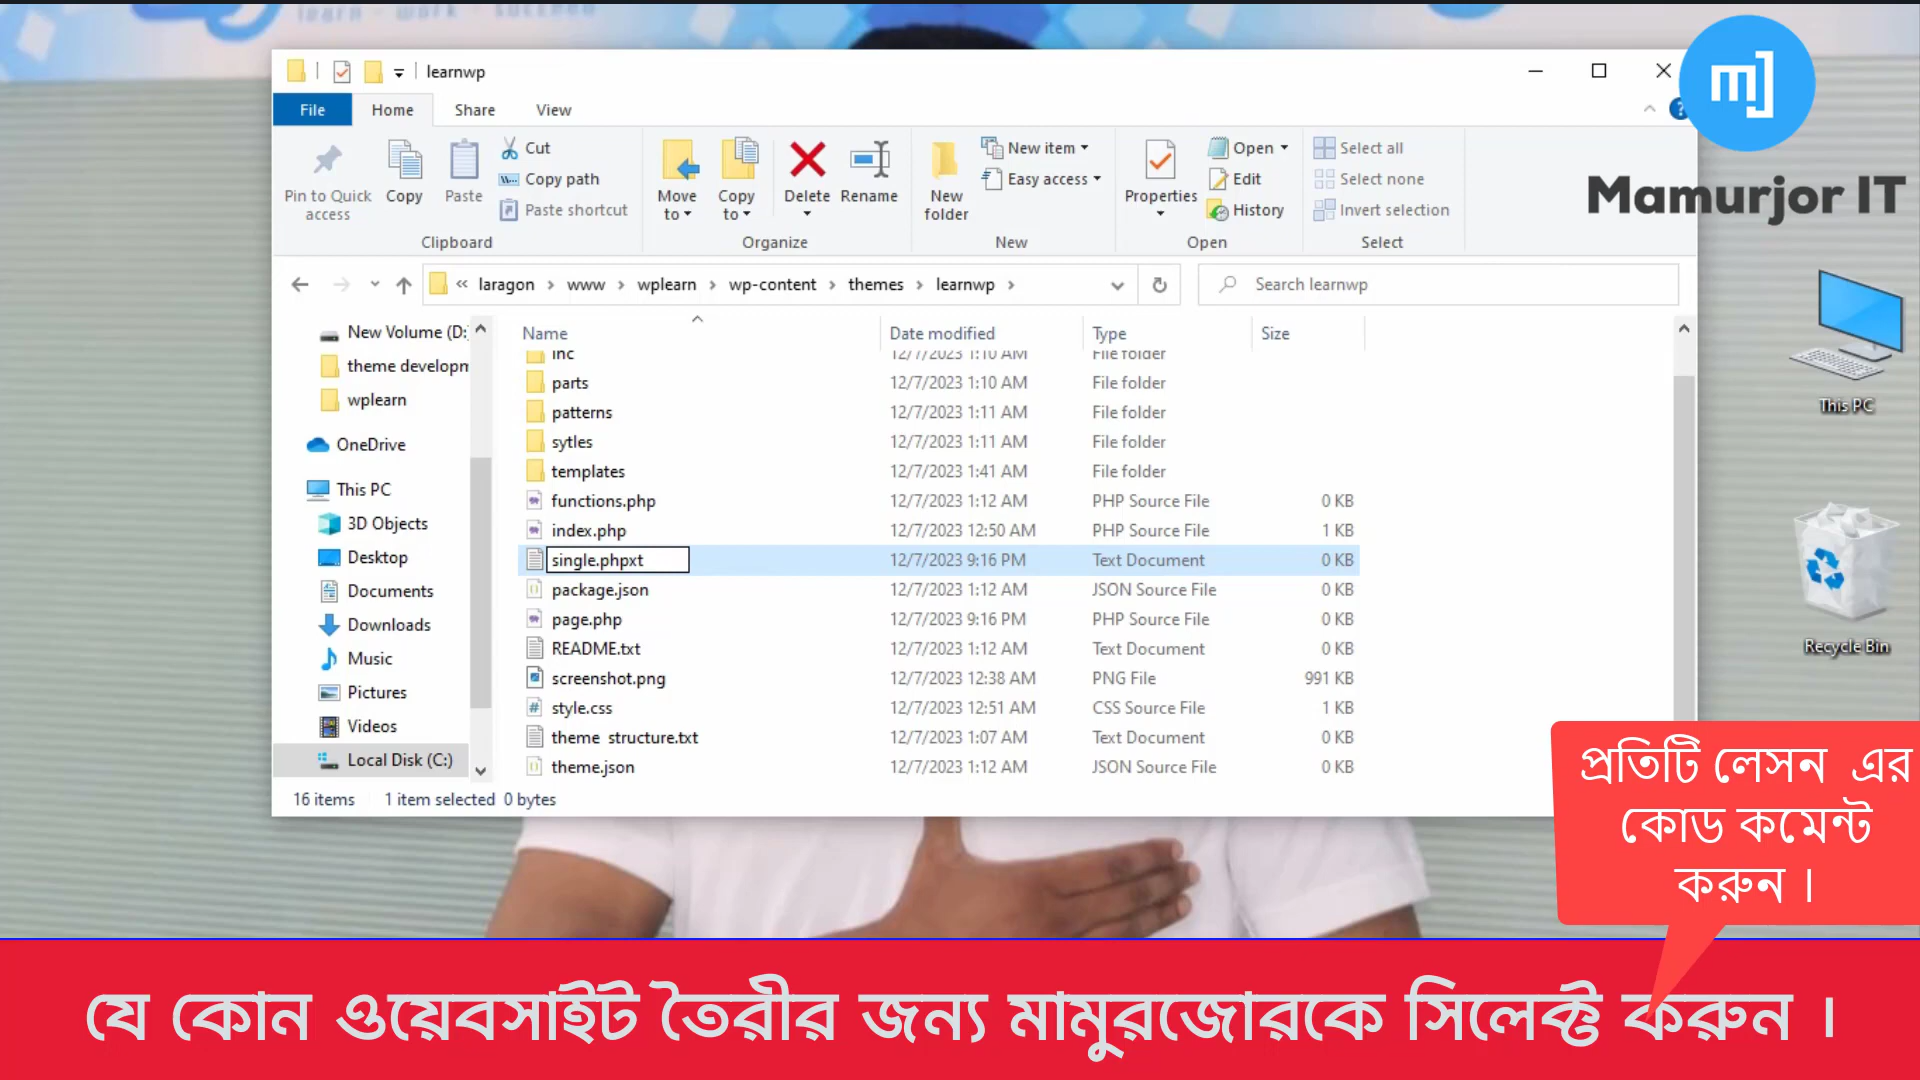 learn - work - succeed
learnwp
File Home Share View
Pin to Quick access
Copy
Paste
Cut
Copy path
Paste shortcut
Clipboard
Move to
Copy to
Delete
Rename
Organize
New folder
New item
Easy access
New
Properties
Open
Edit
History
Open
Select all
Select none
Invert selection
Select
mj
Mamurjor IT
« laragon › www › wplearn › wp-content › themes › learnwp ›
Search learnwp
New Volume (D:
theme developm
wplearn
OneDrive
This PC
3D Objects
Desktop
Documents
Downloads
Music
Pictures
Videos
Local Disk (C:)
Name Date modified Type Size
inc 12/7/2023 1:10 AM File folder
parts 12/7/2023 1:10 AM File folder
patterns 12/7/2023 1:11 AM File folder
sytles 12/7/2023 1:11 AM File folder
templates 12/7/2023 1:41 AM File folder
functions.php 12/7/2023 1:12 AM PHP Source File 0 KB
index.php 12/7/2023 12:50 AM PHP Source File 1 KB
single.phpxt 12/7/2023 9:16 PM Text Document 0 KB
package.json 12/7/2023 1:12 AM JSON Source File 0 KB
page.php 12/7/2023 9:16 PM PHP Source File 0 KB
README.txt 12/7/2023 1:12 AM Text Document 0 KB
screenshot.png 12/7/2023 12:38 AM PNG File 991 KB
style.css 12/7/2023 12:51 AM CSS Source File 1 KB
theme structure.txt 12/7/2023 1:07 AM Text Document 0 KB
theme.json 12/7/2023 1:12 AM JSON Source File 0 KB
16 items 1 item selected 0 bytes
This PC
Recycle Bin
প্রতিটি লেসন এর
কোড কমেন্ট
করুন ।
যে কোন ওয়েবসাইট তৈরীর জন্য মামুরজোরকে সিলেক্ট করুন ।